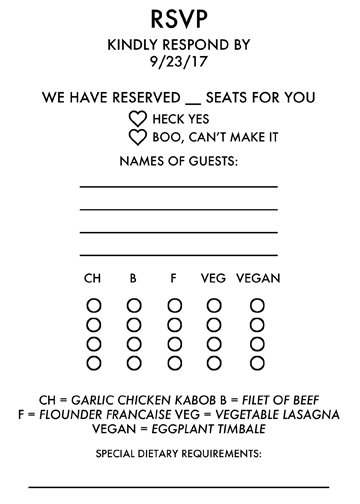 RSVP
KINDLY RESPOND BY
9/23/17
WE HAVE RESERVED __ SEATS FOR YOU
HECK YES
BOO, CAN'T MAKE IT
NAMES OF GUESTS:
CH B F VEG VEGAN
CH = GARLIC CHICKEN KABOB B = FILET OF BEEF
F = FLOUNDER FRANCAISE VEG = VEGETABLE LASAGNA
VEGAN = EGGPLANT TIMBALE
SPECIAL DIETARY REQUIREMENTS: